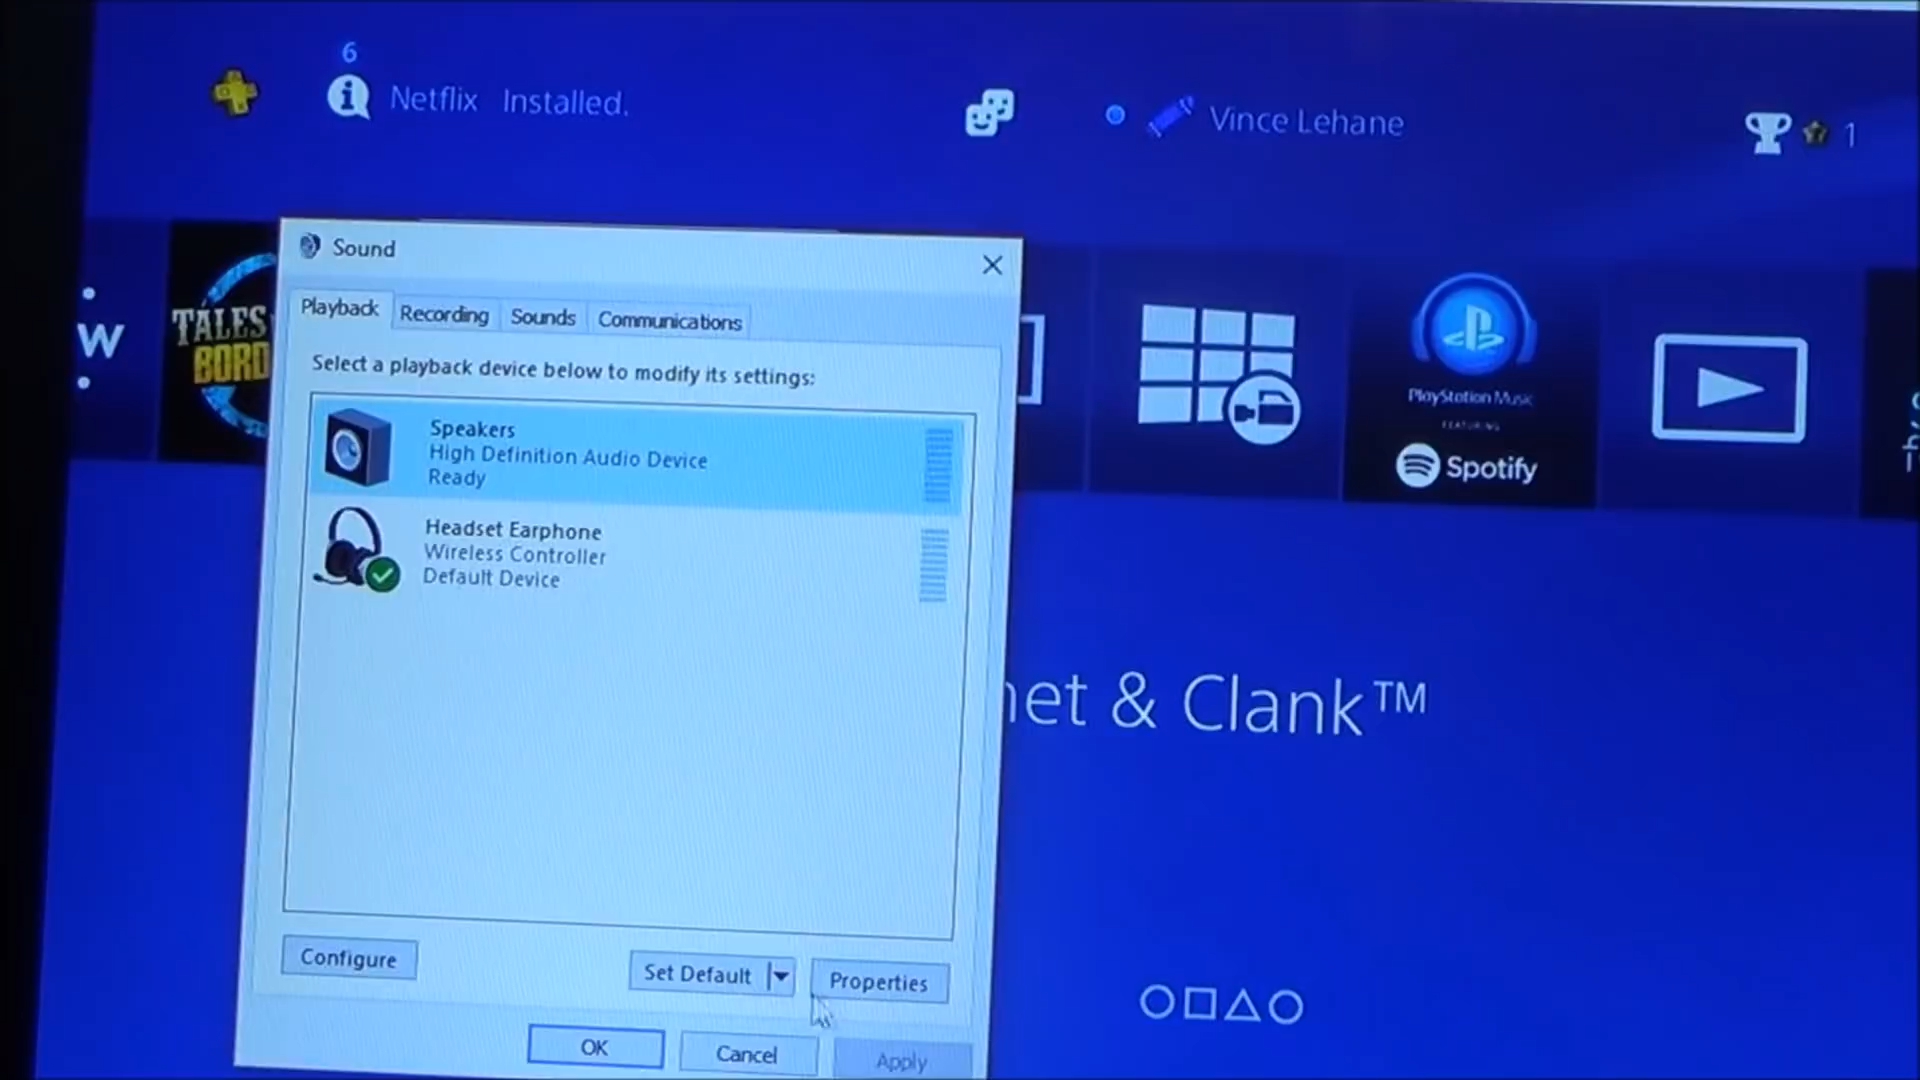 6
Netflix Installed.
Vince Lehane
1
W
TALES
BORD
Sound
Playback
Recording
Sounds
Communications
Select a playback device below to modify its settings:
Speakers
High Definition Audio Device
Ready
Headset Earphone
Wireless Controller
Default Device
PlayStation Music
FEATURING
Spotify
net & Clank™
Configure
Set Default
Properties
OK
Cancel
Apply